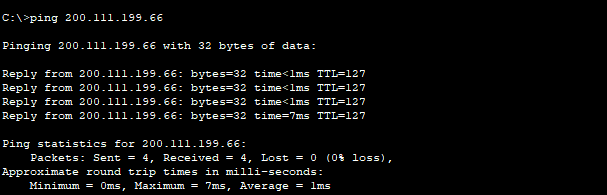 C:\>ping 200.111.199.66
Pinging 200.111.199.66 with 32 bytes of data:
Reply from 200.111.199.66: bytes=32 time<1ms TTL=127
Reply from 200.111.199.66: bytes=32 time<1ms TTL=127
Reply from 200.111.199.66: bytes=32 time<1ms TTL=127
Reply from 200.111.199.66: bytes=32 time=7ms TTL=127
Ping statistics for 200.111.199.66:
Packets: Sent = 4, Received = 4, Lost = 0 (0% loss),
Approximate round trip times in milli-seconds:
Minimum = 0ms, Maximum = 7ms, Average = 1ms